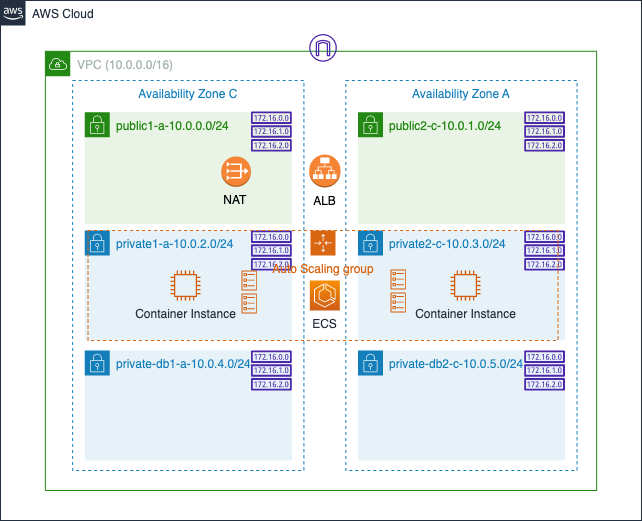 aws
AWS Cloud
VPC (10.0.0.0/16)
Availability Zone C
Availability Zone A
public1-a-10.0.0.0/24
172.16.0.0
172.16.1.0
172.16.2.0
public2-c-10.0.1.0/24
172.16.0.0
172.16.1.0
172.16.2.0
NAT
ALB
private1-a-10.0.2.0/24
172.16.0.0
172.16.1.0
172.16.2.0
private2-c-10.0.3.0/24
172.16.0.0
172.16.1.0
172.16.2.0
Auto Scaling group
Container Instance
ECS
Container Instance
private-db1-a-10.0.4.0/24
172.16.0.0
172.16.1.0
172.16.2.0
private-db2-c-10.0.5.0/24
172.16.0.0
172.16.1.0
172.16.2.0